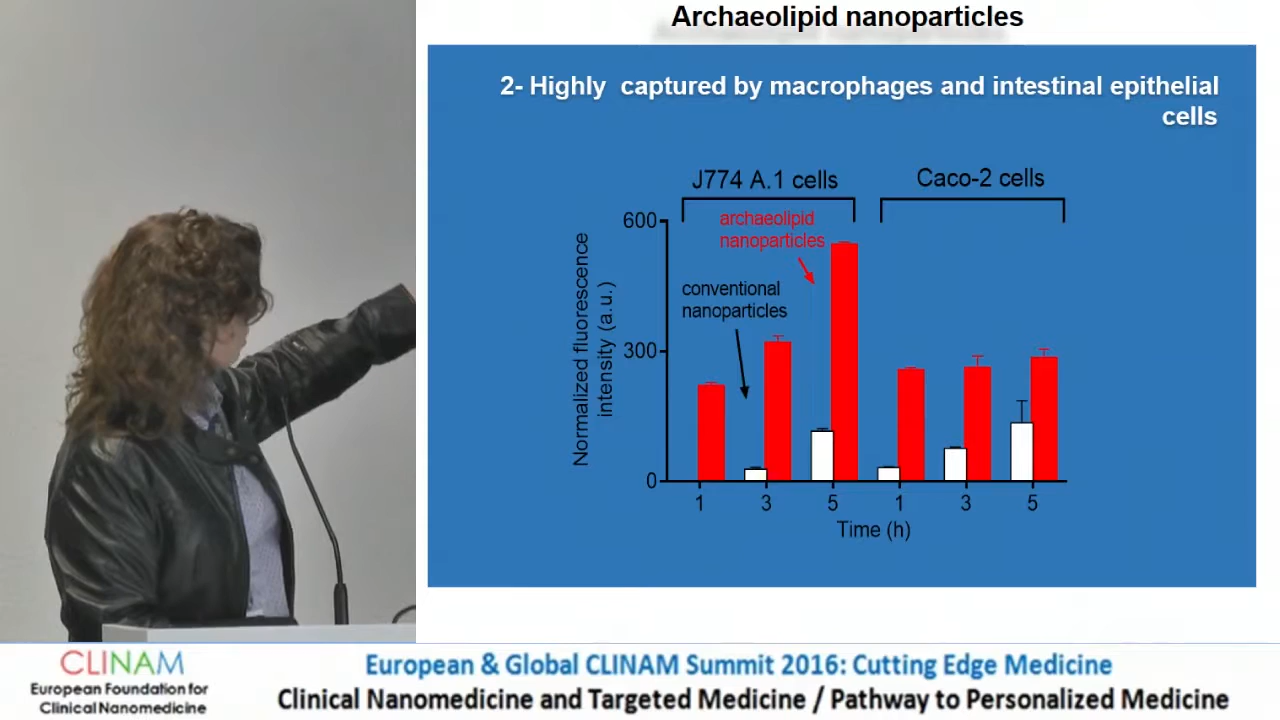 Archaeolipid nanoparticles
2- Highly captured by macrophages and intestinal epithelial
cells
J774 A.1 cells
Caco-2 cells
archaeolipid
nanoparticles
conventional
nanoparticles
Normalized fluorescence
intensity (a.u.)
600
300
0
1 3 5 1 3 5
Time (h)
CLINAM
European Foundation for
Clinical Nanomedicine
European & Global CLINAM Summit 2016: Cutting Edge Medicine
Clinical Nanomedicine and Targeted Medicine / Pathway to Personalized Medicine